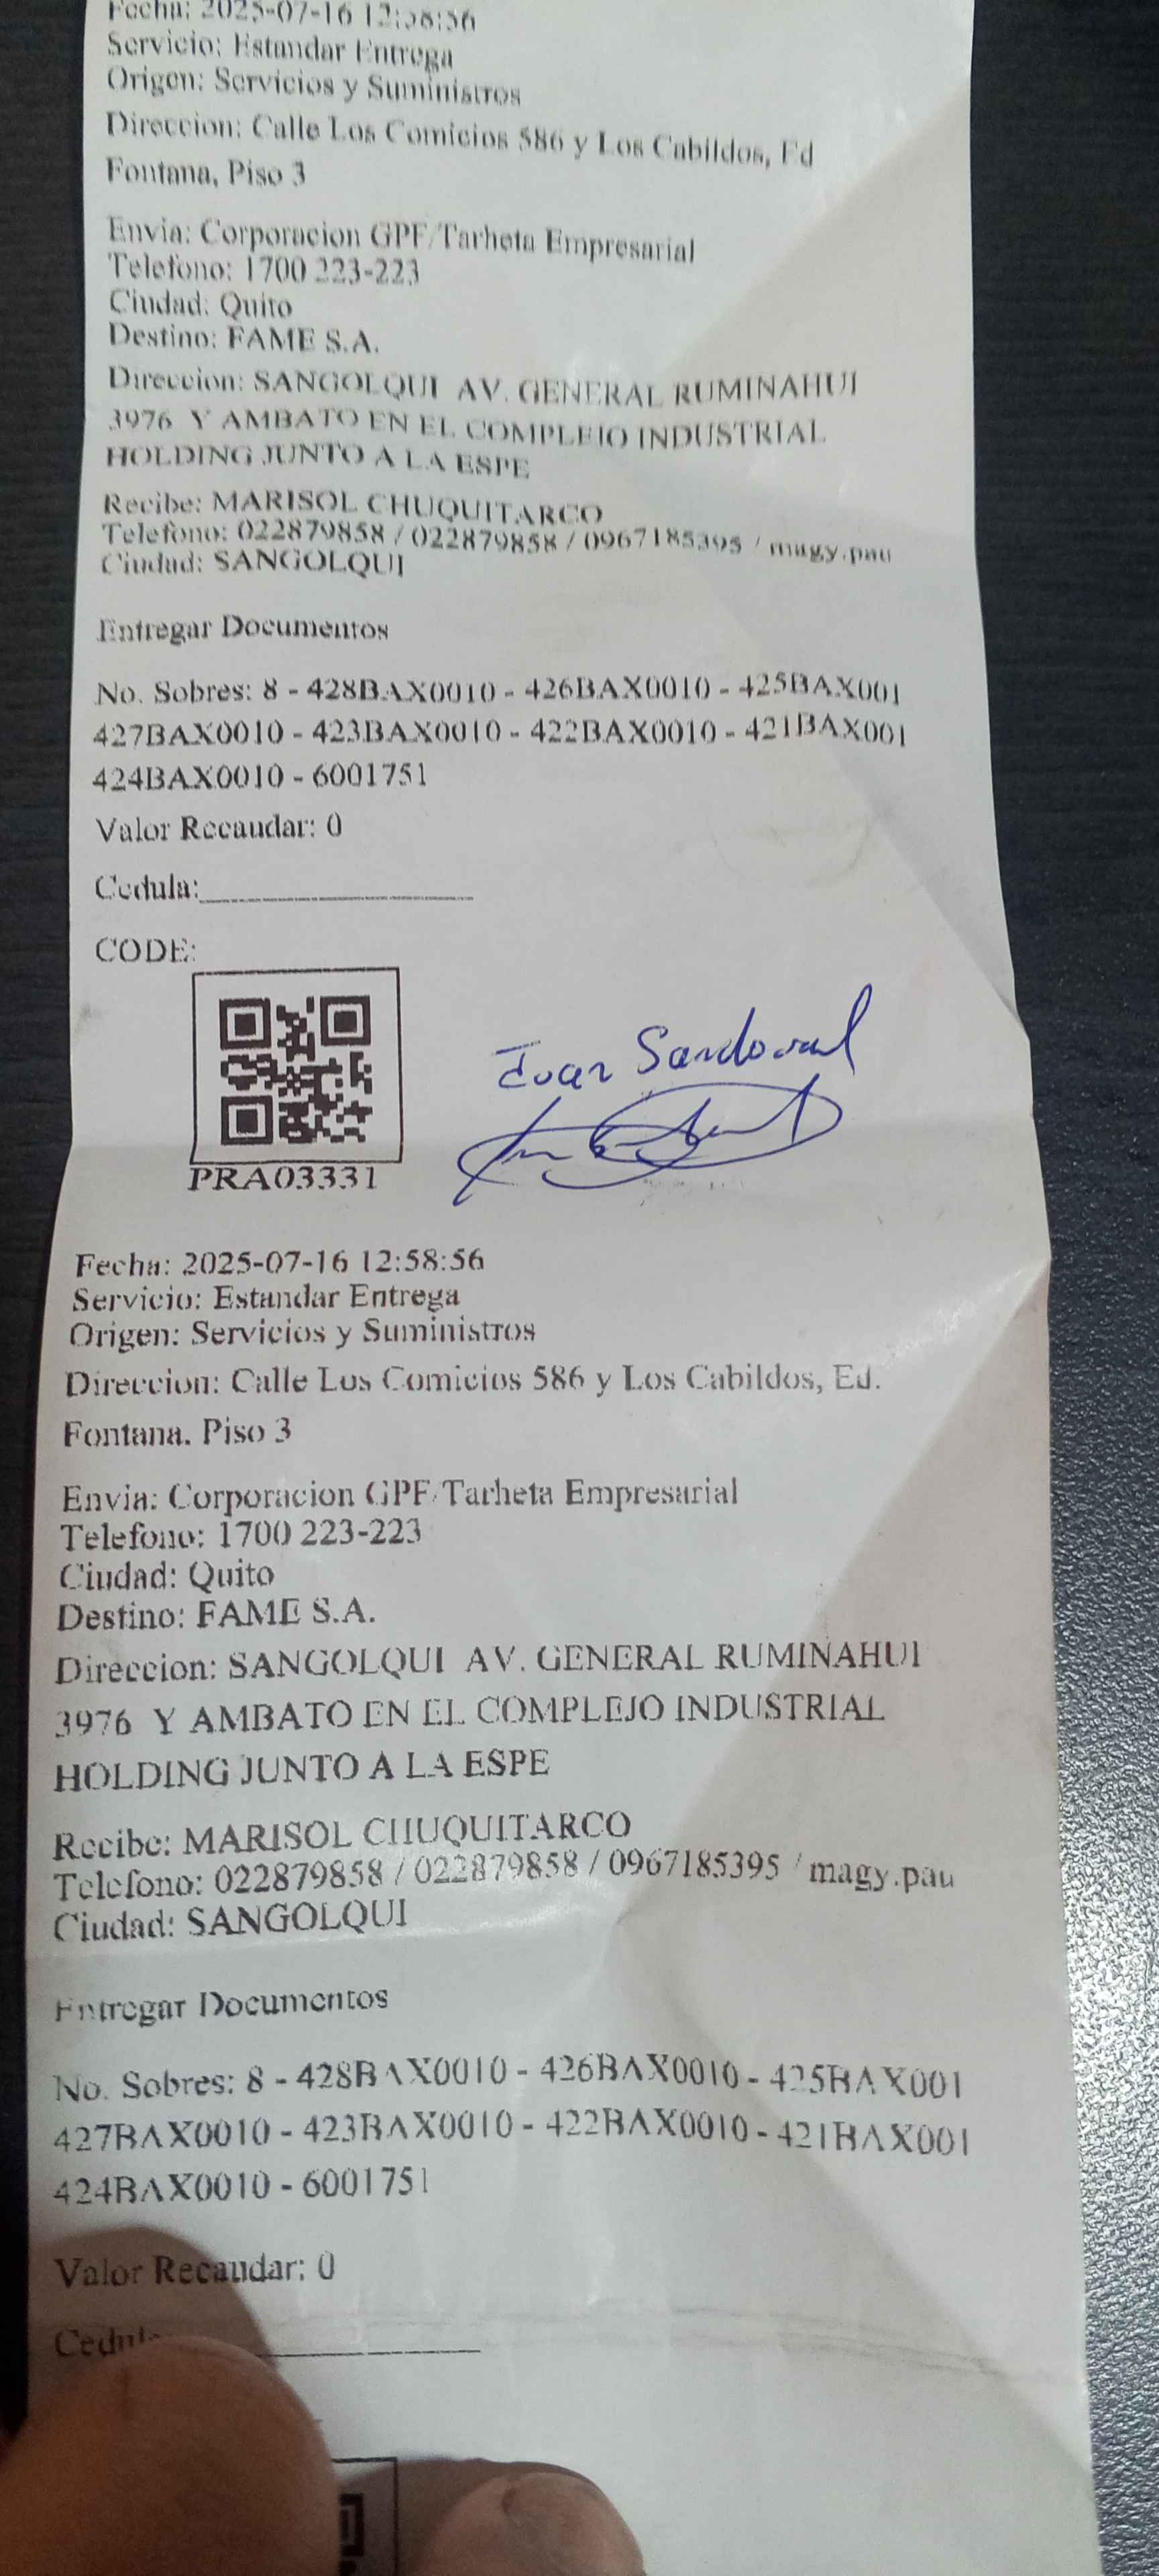 Fecha: 2025-07-16 12:58:56
Servicio: Estandar Entrega
Origen: Servicios y Suministros
Direccion: Calle Los Comicios 586 y Los Cabildos, Ed
Fontana, Piso 3
Envia: Corporacion GPF/Tarheta Empresarial
Telefono: 1700 223-223
Ciudad: Quito
Destino: FAME S.A.
Direccion: SANGOLQUI AV. GENERAL RUMINAHUI
3976 Y AMBATO EN EL COMPLEJO INDUSTRIAL
HOLDING JUNTO A LA ESPE
Recibe: MARISOL CHUQUITARCO
Telefono: 022879858 / 022879858 / 0967185395 / magy.pau
Ciudad: SANGOLQUI
Entregar Documentos
No. Sobres: 8 - 428BAX0010 - 426BAX0010 - 425BAX001
427BAX0010 - 423BAX0010 - 422BAX0010 - 421BAX001
424BAX0010 - 6001751
Valor Recaudar: 0
Cedula:
CODE:
Ivan Sandoval
PRA03331
Fecha: 2025-07-16 12:58:56
Servicio: Estandar Entrega
Origen: Servicios y Suministros
Direccion: Calle Los Comicios 586 y Los Cabildos, Ed.
Fontana. Piso 3
Envia: Corporacion GPF/Tarheta Empresarial
Telefono: 1700 223-223
Ciudad: Quito
Destino: FAME S.A.
Direccion: SANGOLQUI AV. GENERAL RUMINAHUI
3976 Y AMBATO EN EL COMPLEJO INDUSTRIAL
HOLDING JUNTO A LA ESPE
Recibe: MARISOL CHUQUITARCO
Telefono: 022879858 / 022879858 / 0967185395 / magy.pau
Ciudad: SANGOLQUI
Entregar Documentos
No. Sobres: 8 - 428BAX0010 - 426BAX0010 - 425BAX001
427BAX0010 - 423BAX0010 - 422BAX0010 - 421BAX001
424BAX0010 - 6001751
Valor Recaudar: 0
Cedula